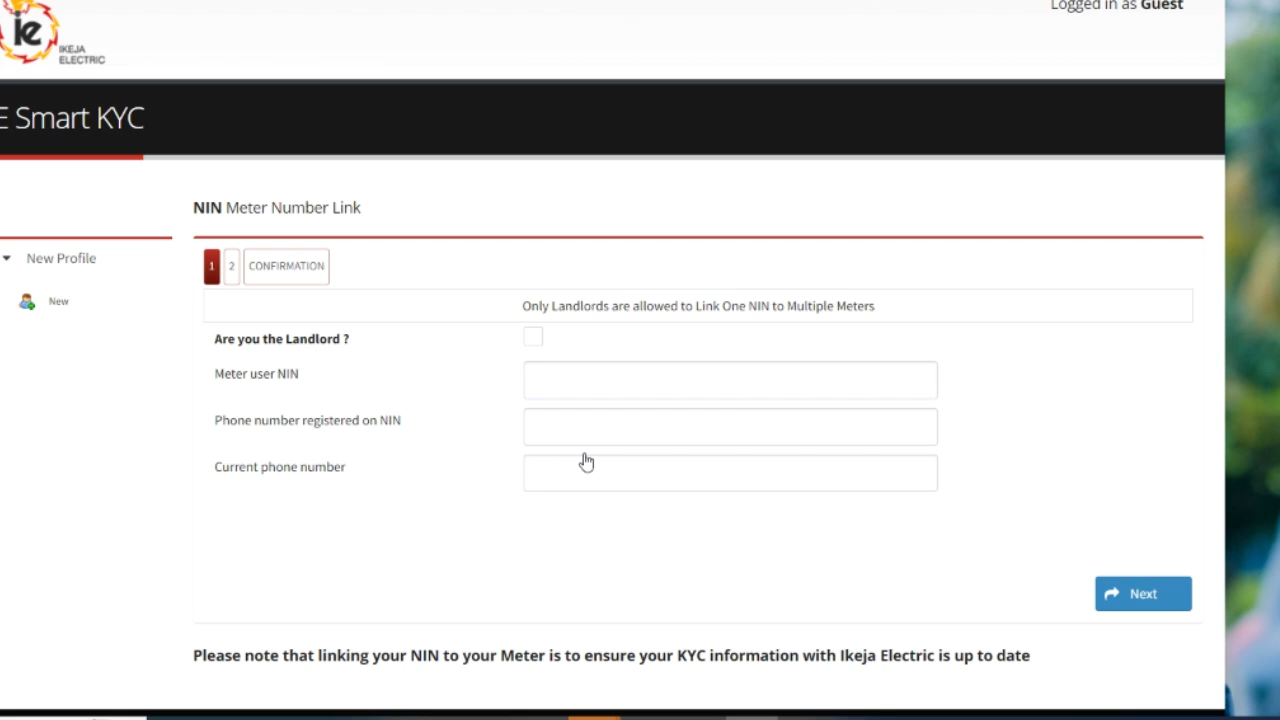 Logged in as Guest
ie
IKEJA
ELECTRIC
E Smart KYC
NIN Meter Number Link
New Profile
New
1 2 CONFIRMATION
Only Landlords are allowed to Link One NIN to Multiple Meters
Are you the Landlord ?
Meter user NIN
Phone number registered on NIN
Current phone number
Next
Please note that linking your NIN to your Meter is to ensure your KYC information with Ikeja Electric is up to date